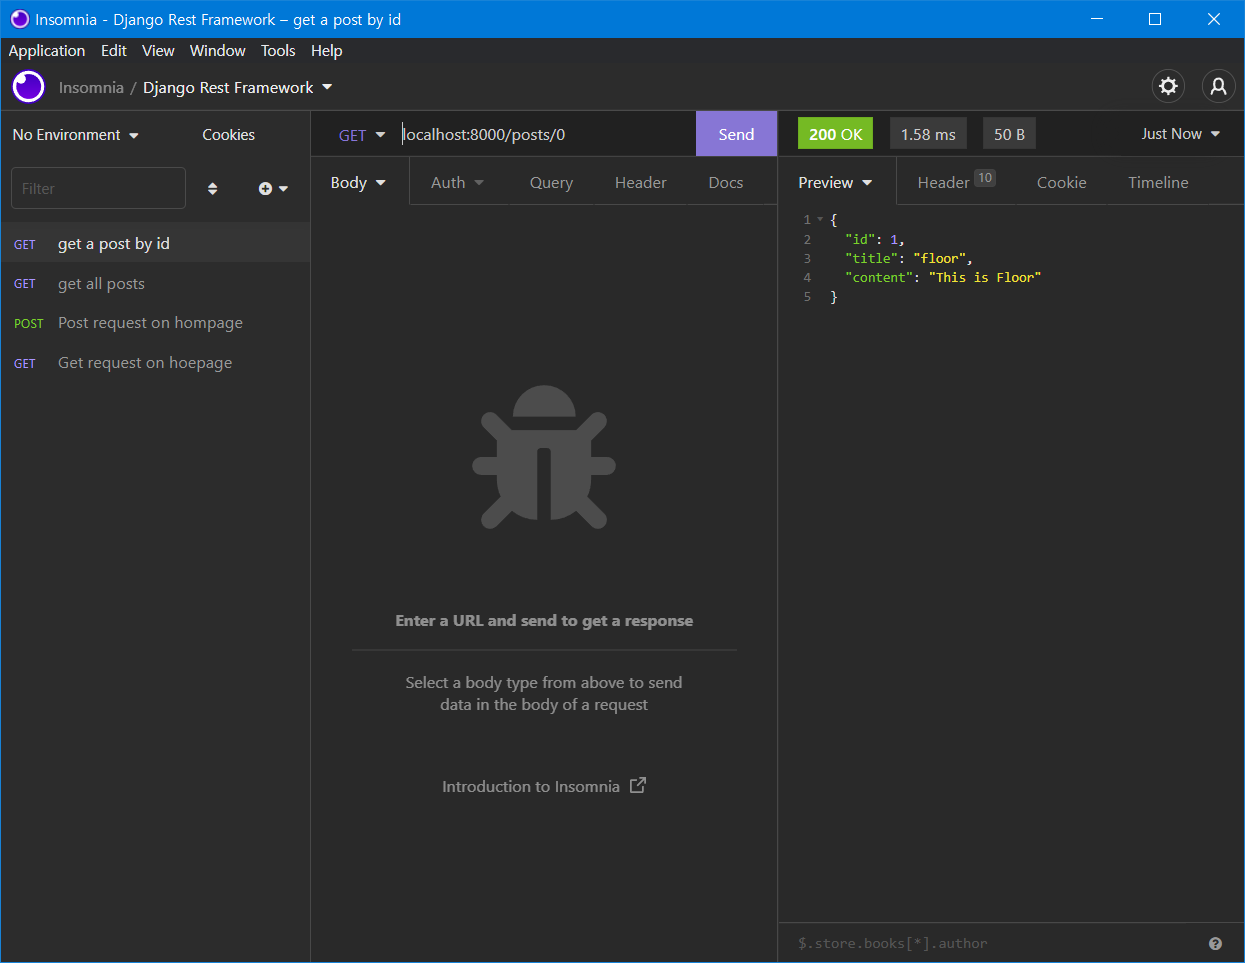 Insomnia - Django Rest Framework – get a post by id
Application Edit View Window Tools Help
Insomnia / Django Rest Framework
No Environment Cookies
Filter
GET get a post by id
GET get all posts
POST Post request on hompage
GET Get request on hoepage
GET localhost:8000/posts/0 Send
Body Auth Query Header Docs
Enter a URL and send to get a response
Select a body type from above to send
data in the body of a request
Introduction to Insomnia
200 OK 1.58 ms 50 B Just Now
Preview Header 10 Cookie Timeline
1 {
2 "id": 1,
3 "title": "floor",
4 "content": "This is Floor"
5 }
$.store.books[*].author ?